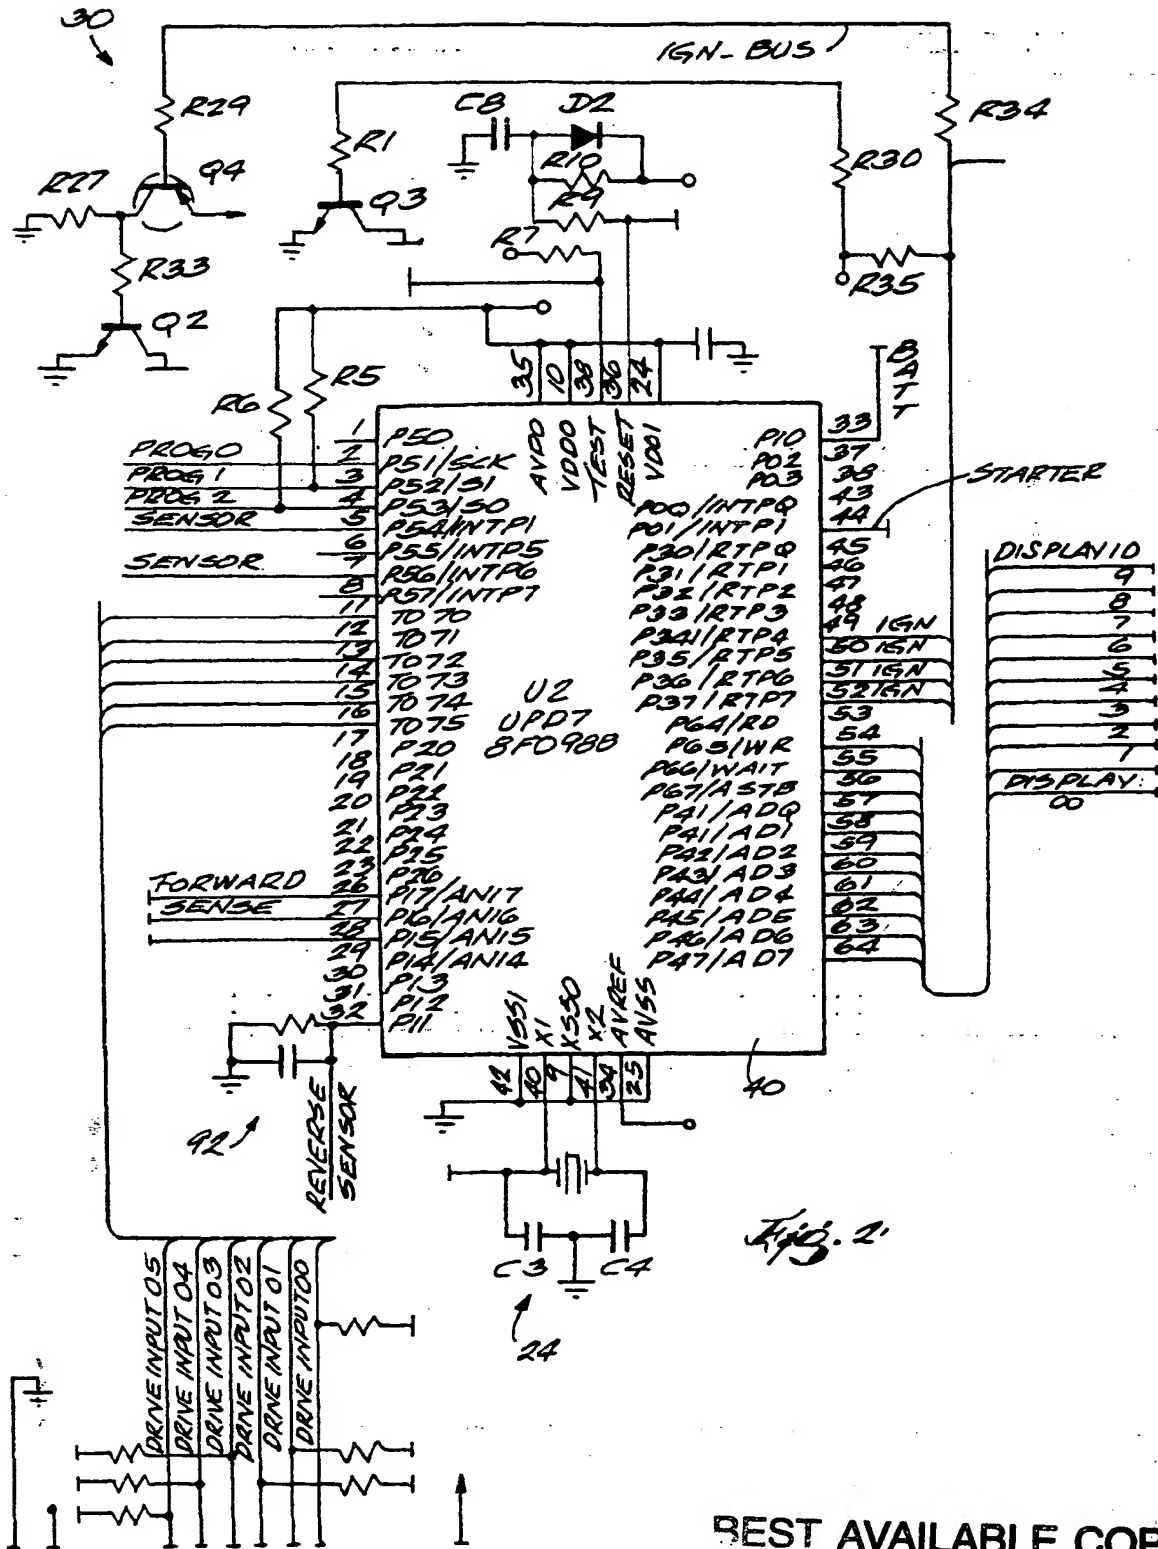 30
IGN-BUS
R29
C8
D2
R34
R1
R10
R30
R27
Q4
Q3
R9
R7
R33
R35
Q2
BATT
R5
R6
35
10
38
36
24
AVDO
VDDO
TEST
RESET
VDD1
PROG0
PROG1
PROG2
SENSOR
SENSOR
1
2
3
4
5
6
7
8
11
12
13
14
15
16
17
18
19
20
21
22
23
26
27
28
29
30
31
32
P50
P51/SCK
P52/S1
P53/SO
P54/INTP1
P55/INTP5
P56/INTP6
P57/INTP7
TO70
TO71
TO72
TO73
TO74
TO75
P20
P21
P22
P23
P24
P25
P26
P17/ANI7
P16/ANI6
P15/ANI5
P14/ANI4
P13
P12
P11
FORWARD
SENSE
U2
UPD7
8F0988
P10
P02
P03
P00/INTPQ
P01/INTP1
P30/RTPQ
P31/RTP1
P32/RTP2
P33/RTP3
P341/RTP4
P35/RTP5
P36/RTP6
P37/RTP7
P64/RD
P65/WR
P66/WAIT
P67/ASTB
P41/ADQ
P41/AD1
P42/AD2
P43/AD3
P44/AD4
P45/AD5
P46/AD6
P47/AD7
33
37
38
43
44
45
46
47
48
49 IGN
50 IGN
51 IGN
52 IGN
53
54
55
56
57
58
59
60
61
62
63
64
STARTER
DISPLAY10
9
8
7
6
5
4
3
2
1
DISPLAY
00
VSS1
X1
XSSO
X2
AVREF
AVSS
42
40
9
41
34
25
40
92
REVERSE
SENSOR
C3
C4
24
Fig. 2
DRIVE INPUT 05
DRIVE INPUT 04
DRIVE INPUT 03
DRIVE INPUT 02
DRIVE INPUT 01
DRIVE INPUT 00
BEST AVAILABLE COP